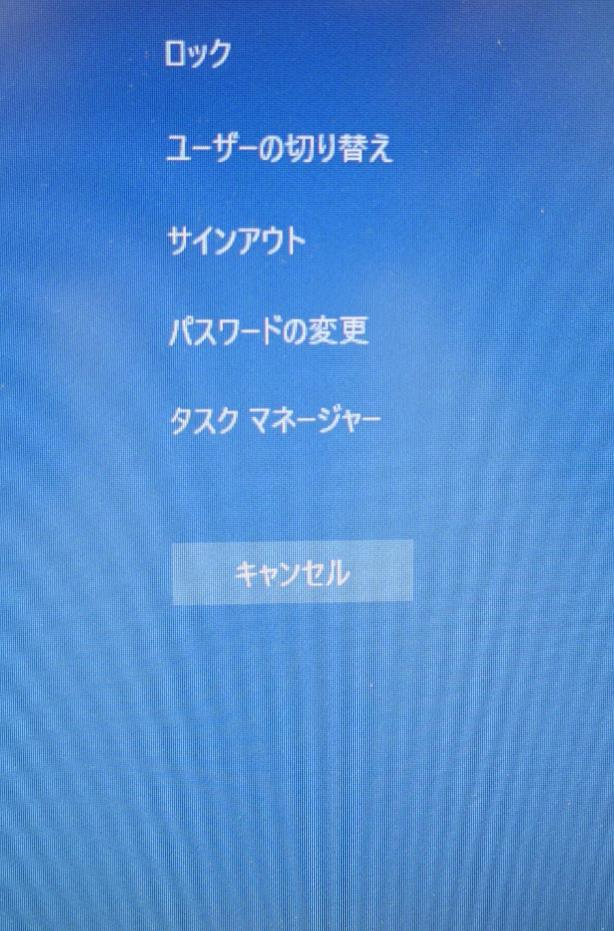 ロック
ユーザーの切り替え
サインアウト
パスワードの変更
タスク マネージャー
キャンセル